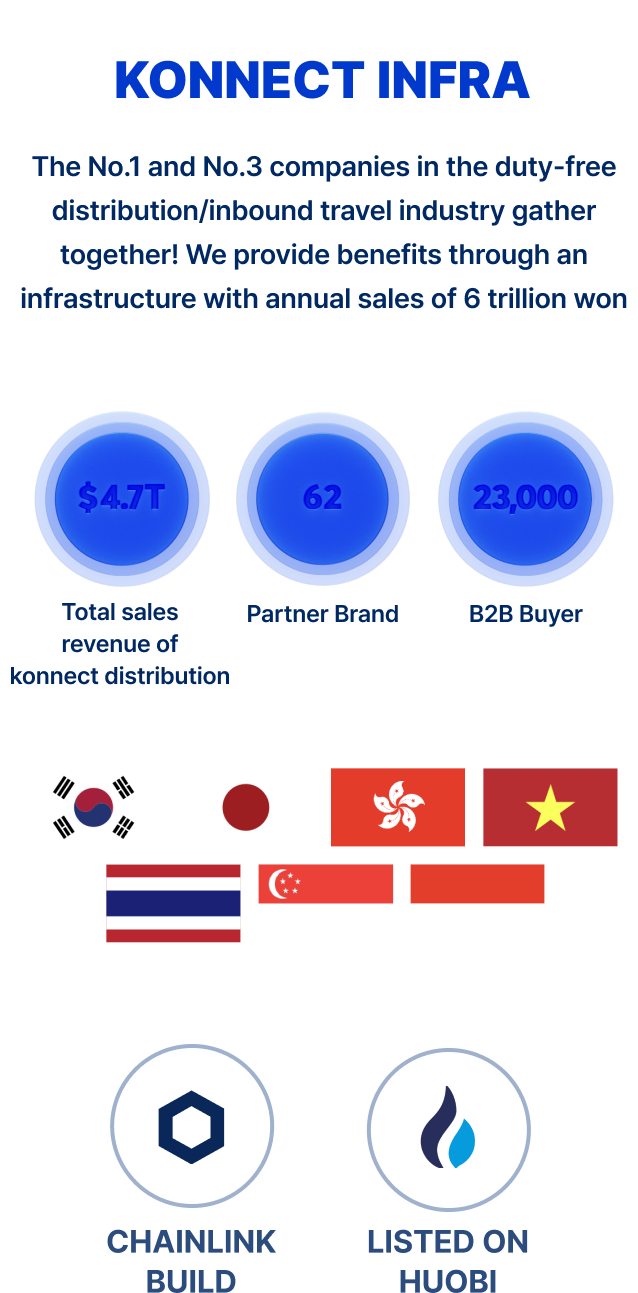 KONNECT INFRA
The No.1 and No.3 companies in the duty-free
distribution/inbound travel industry gather
together! We provide benefits through an
infrastructure with annual sales of 6 trillion won
$4.7T
62
23,000
Total sales
revenue of
konnect distribution
Partner Brand
B2B Buyer
CHAINLINK
BUILD
LISTED ON
HUOBI